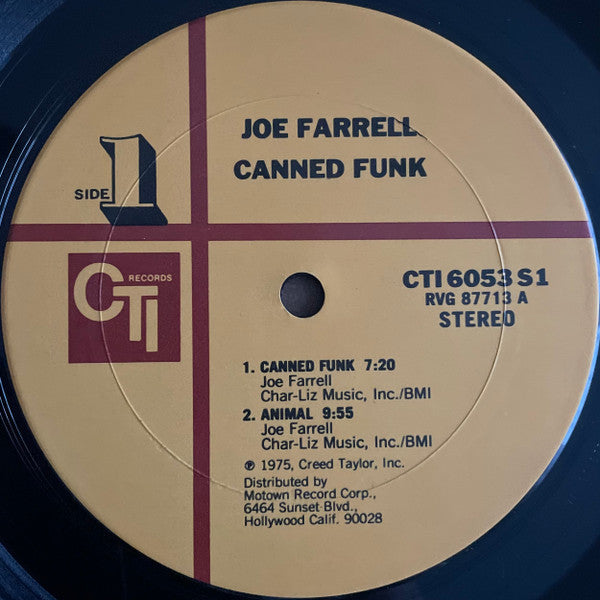 JOE FARRELL
CANNED FUNK
SIDE 1
CTI RECORDS
CTI 6053 S1
RVG 87713 A
STEREO
1. CANNED FUNK 7:20
Joe Farrell
Char-Liz Music, Inc./BMI
2. ANIMAL 9:55
Joe Farrell
Char-Liz Music, Inc./BMI
℗ 1975, Creed Taylor, Inc.
Distributed by
Motown Record Corp.,
6464 Sunset Blvd.,
Hollywood Calif. 90028